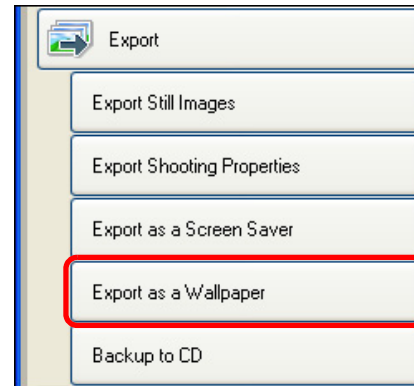 Export
Export Still Images
Export Shooting Properties
Export as a Screen Saver
Export as a Wallpaper
Backup to CD